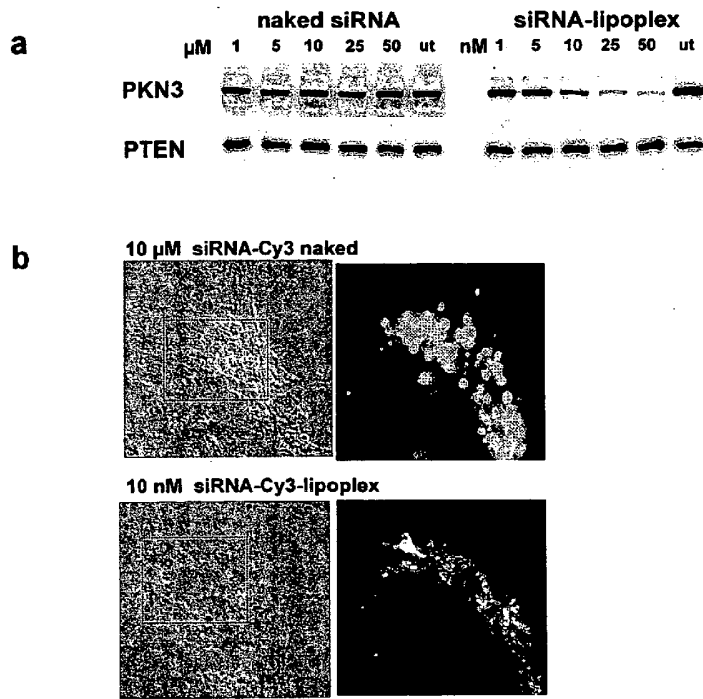 a
naked siRNA siRNA-lipoplex
µM 1 5 10 25 50 ut nM 1 5 10 25 50 ut
PKN3
PTEN
b
10 µM siRNA-Cy3 naked
10 nM siRNA-Cy3-lipoplex